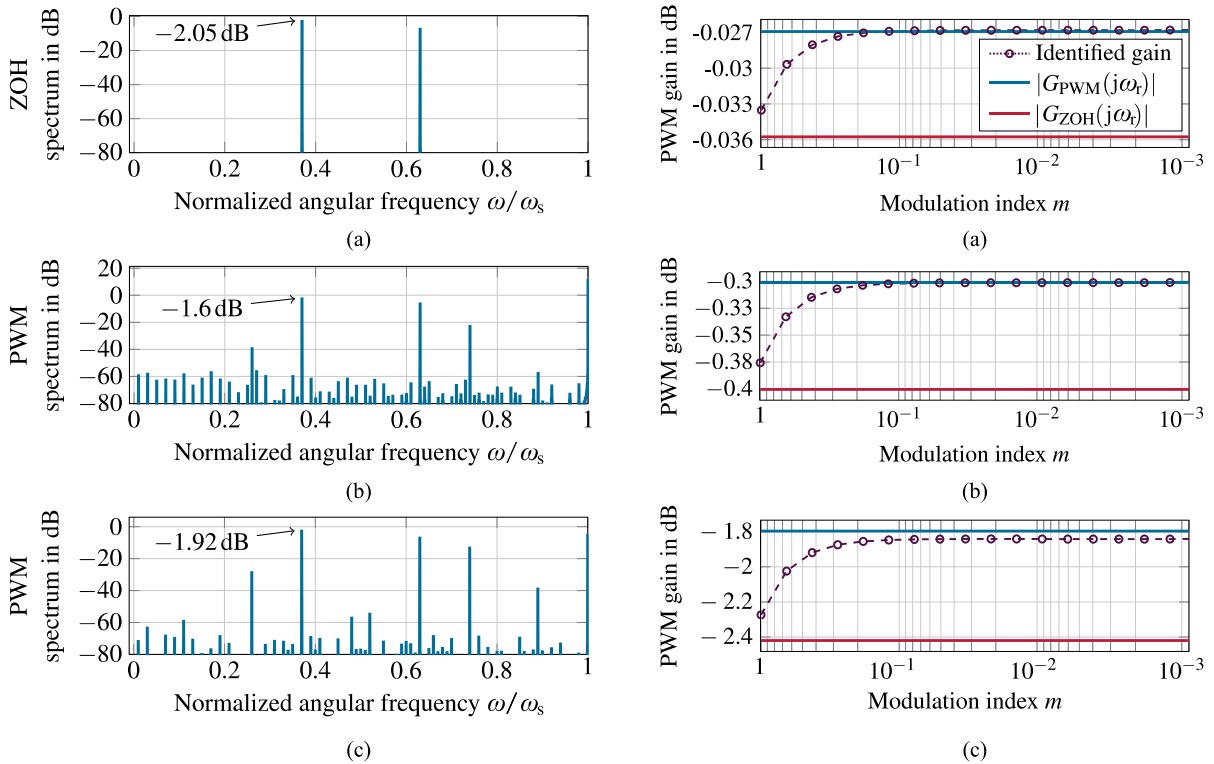 ZOH
spectrum in dB
0
−20
−40
−60
−80
−2.05 dB
0
0.2
0.4
0.6
0.8
1
Normalized angular frequency ω/ωs
(a)
PWM
spectrum in dB
20
0
−20
−40
−60
−80
−1.6 dB
0
0.2
0.4
0.6
0.8
1
Normalized angular frequency ω/ωs
(b)
PWM
spectrum in dB
0
−20
−40
−60
−80
−1.92 dB
0
0.2
0.4
0.6
0.8
1
Normalized angular frequency ω/ωs
(c)
PWM gain in dB
-0.027
-0.03
-0.033
-0.036
Identified gain
|GPWM(jωr)|
|GZOH(jωr)|
1
10−1
10−2
10−3
Modulation index m
(a)
PWM gain in dB
−0.3
−0.33
−0.35
−0.38
−0.4
1
10−1
10−2
10−3
Modulation index m
(b)
PWM gain in dB
− 1.8
−2
− 2.2
− 2.4
1
10−1
10−2
10−3
Modulation index m
(c)